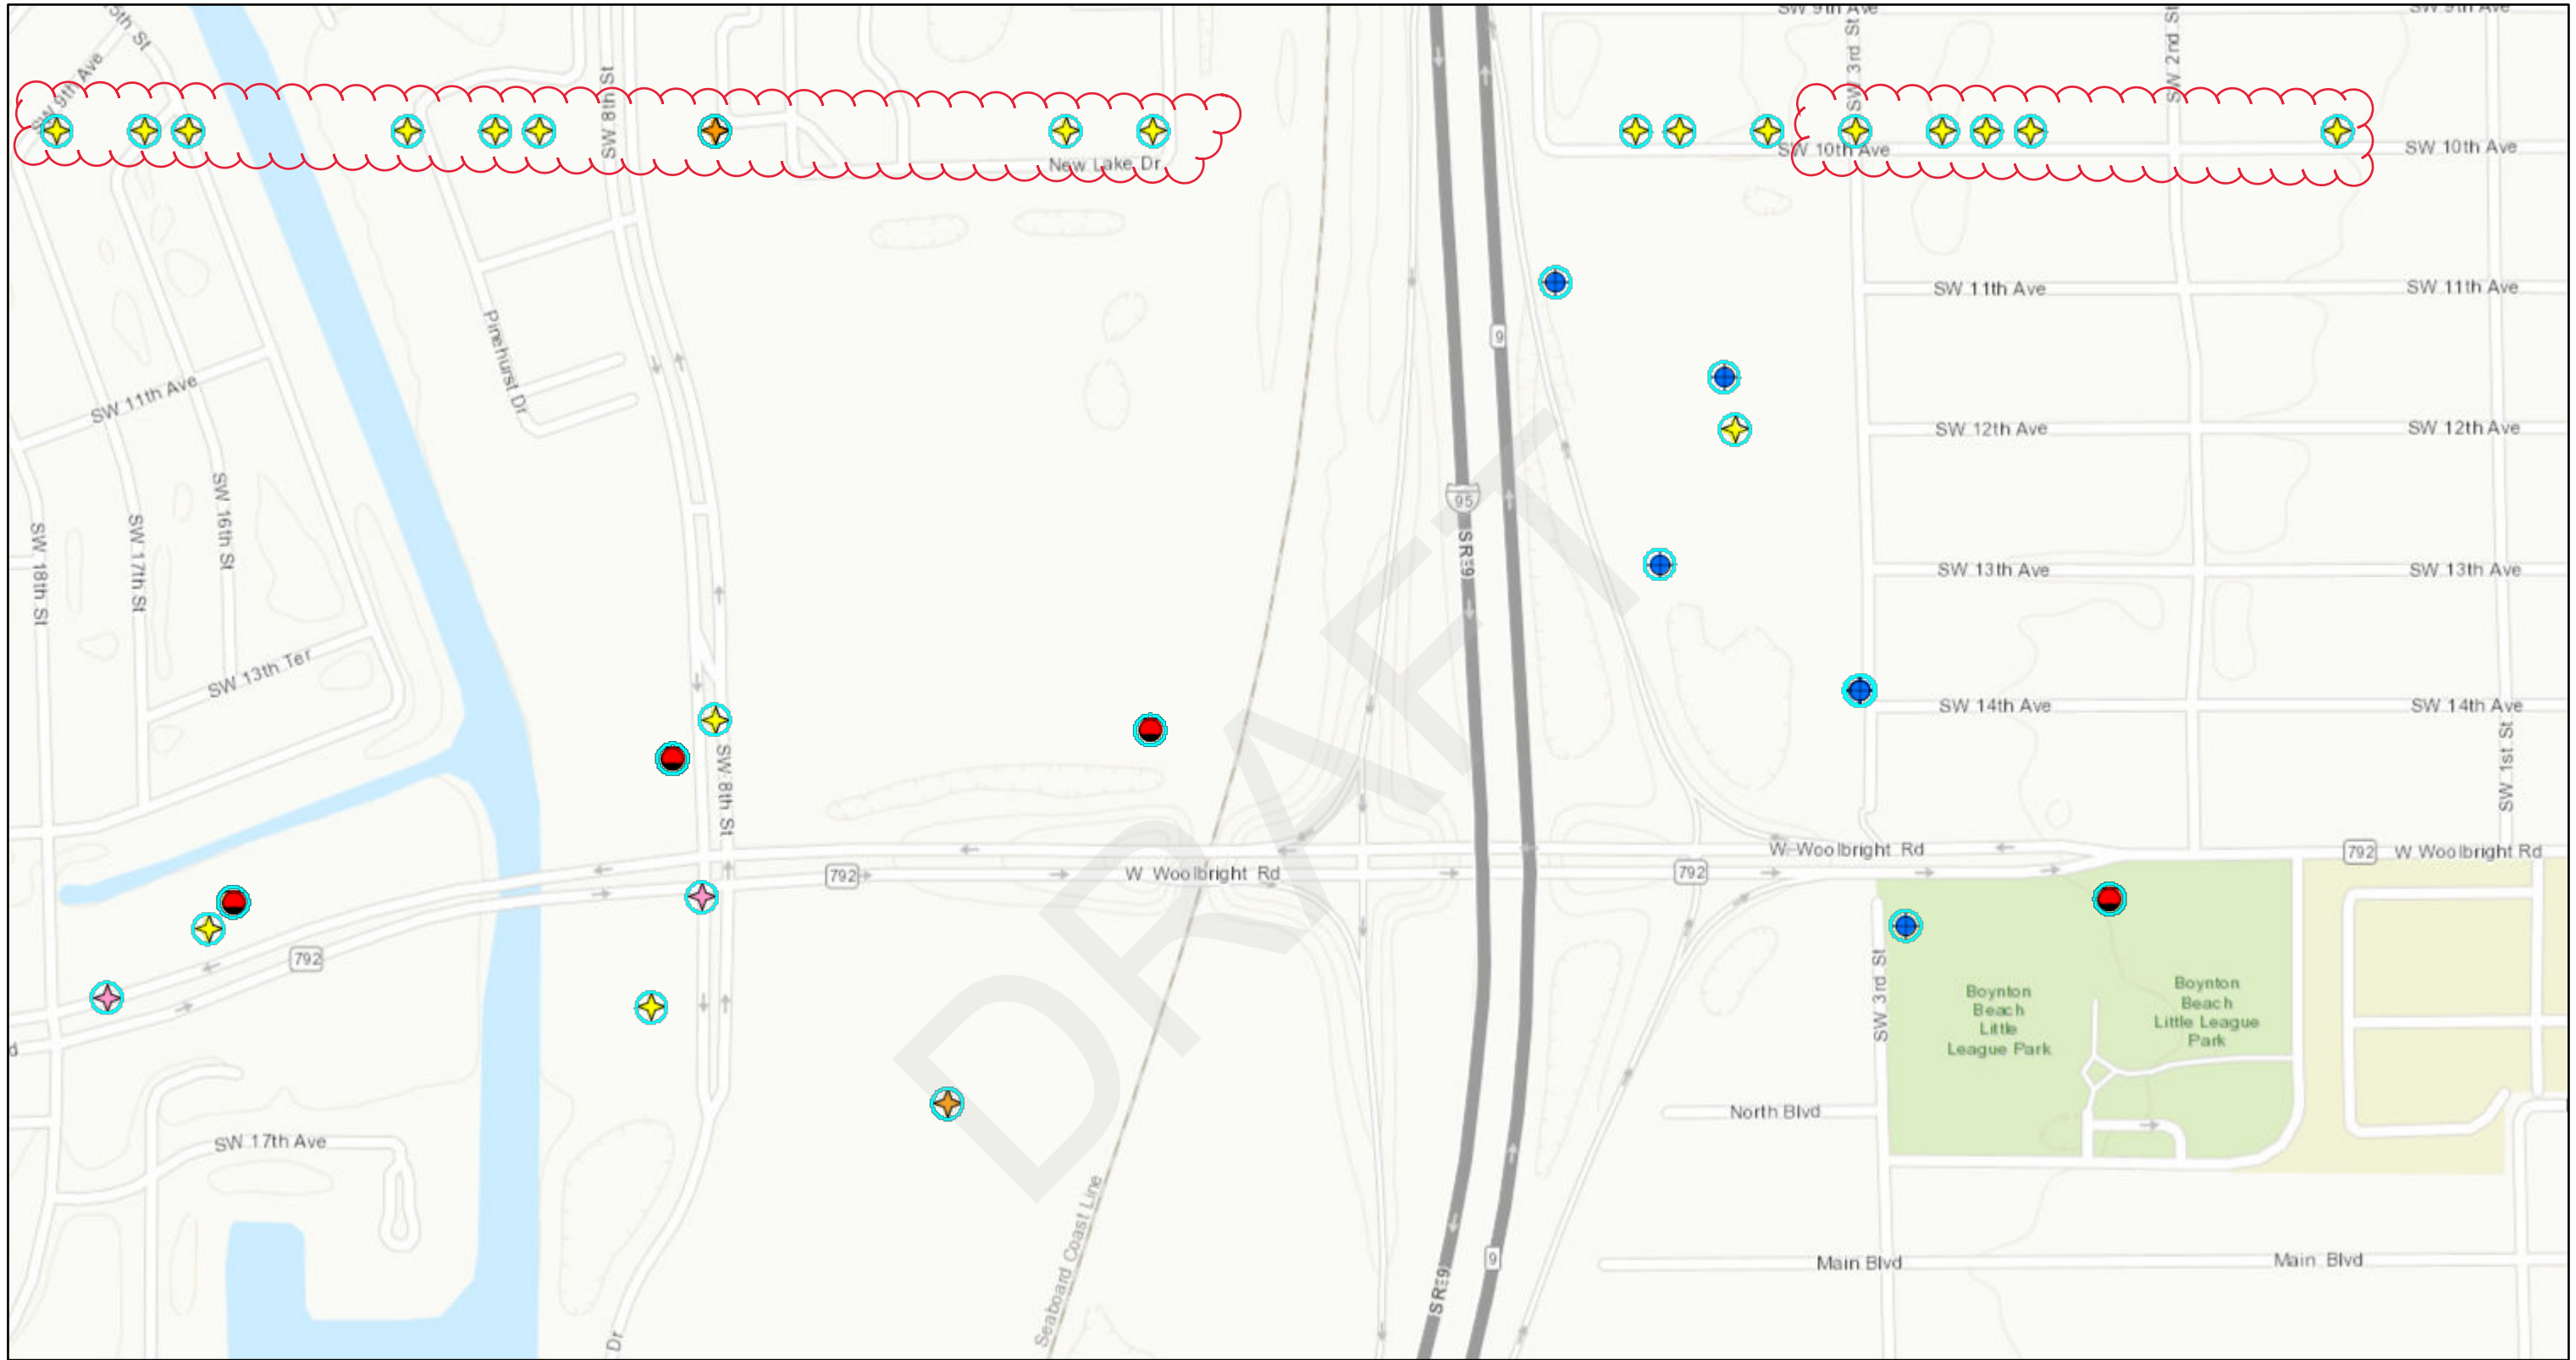 5th St
SW 9th Ave
SW 9th Ave
SW 9th Ave
SW 8th St
SW 3rd St
SW 2nd St
New Lake Dr
SW 10th Ave
SW 10th Ave
SW 11th Ave
SW 11th Ave
9
Pinehurst Dr
SW 11th Ave
SW 12th Ave
SW 12th Ave
95
SR 9
SW 18th St
SW 17th St
SW 16th St
SW 13th Ave
SW 13th Ave
SW 13th Ter
SW 14th Ave
SW 14th Ave
SW 8th St
SW 1st St
W Woolbright Rd
792
W Woolbright Rd
792
W Woolbright Rd
792
792
DRAFT
SW 3rd St
Boynton
Beach
Little
League Park
Boynton
Beach
Little League
Park
d
North Blvd
SW 17th Ave
Seaboard Coast Line
9
SR 9
Main Blvd
Main Blvd
Dr